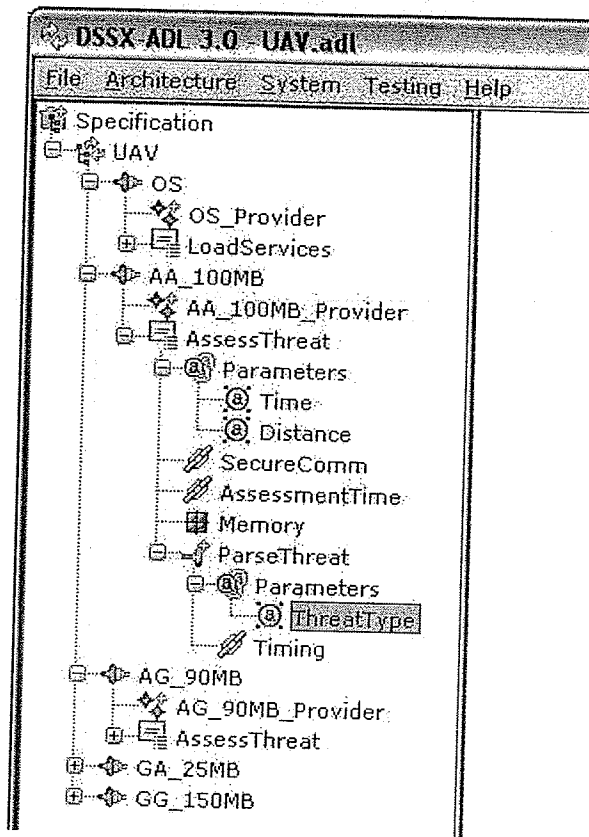 DSSX-ADL 3.0 - UAV.adl
File Architecture System Testing Help
Specification
UAV
OS
OS_Provider
LoadServices
AA_100MB
AA_100MB_Provider
AssessThreat
Parameters
Time
Distance
SecureComm
AssessmentTime
Memory
ParseThreat
Parameters
ThreatType
Timing
AG_90MB
AG_90MB_Provider
AssessThreat
GA_25MB
GG_150MB